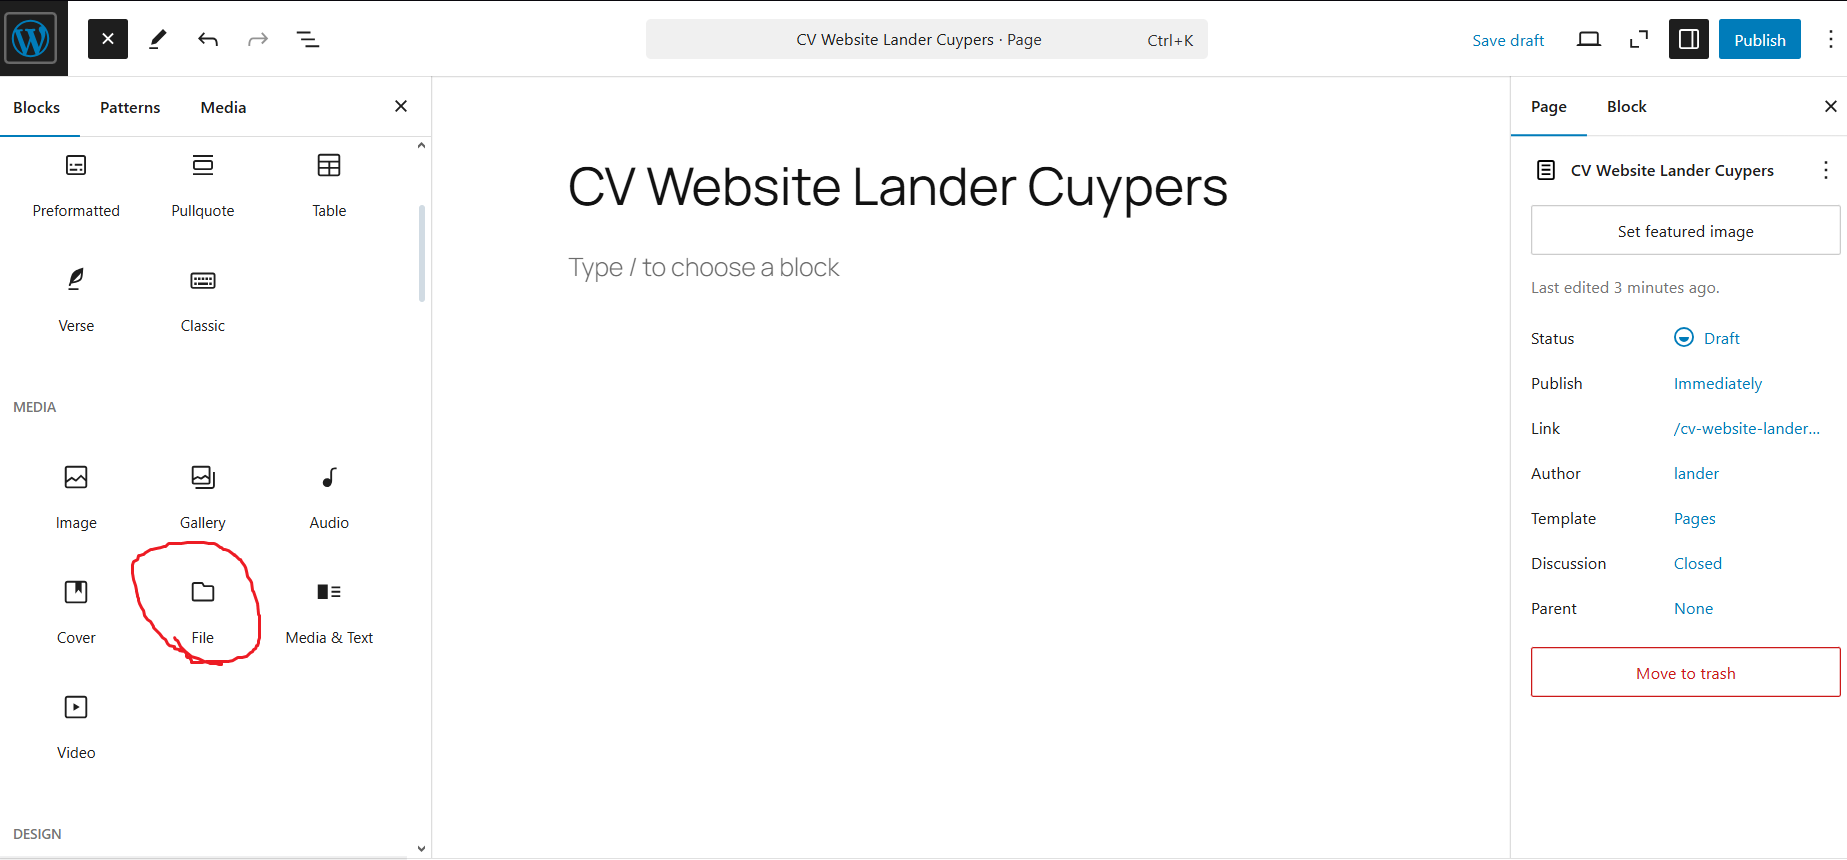 CV Website Lander Cuypers · Page Ctrl+K
Save draft
Publish
Blocks Patterns Media
Preformatted Pullquote Table
Verse Classic
MEDIA
Image Gallery Audio
Cover File Media & Text
Video
DESIGN
CV Website Lander Cuypers
Type / to choose a block
Page Block
CV Website Lander Cuypers
Set featured image
Last edited 3 minutes ago.
Status Draft
Publish Immediately
Link /cv-website-lander...
Author lander
Template Pages
Discussion Closed
Parent None
Move to trash